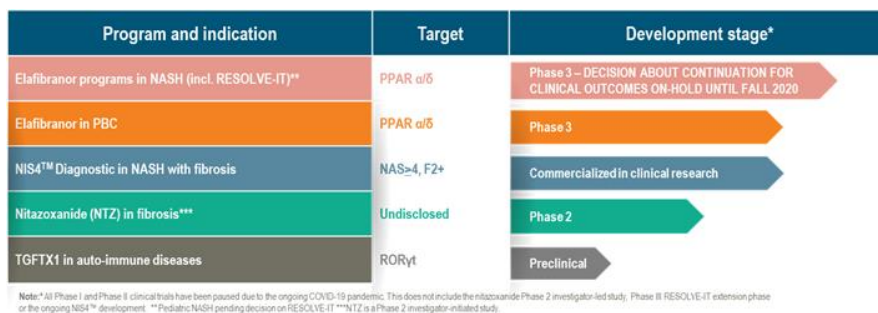 Program and indication Target Development stage*
Elafibranor programs in NASH (incl. RESOLVE-IT)** PPAR α/δ Phase 3 – DECISION ABOUT CONTINUATION FOR
CLINICAL OUTCOMES ON-HOLD UNTIL FALL 2020
Elafibranor in PBC PPAR α/δ Phase 3
NIS4™ Diagnostic in NASH with fibrosis NAS≥4, F2+ Commercialized in clinical research
Nitazoxanide (NTZ) in fibrosis*** Undisclosed Phase 2
TGFTX1 in auto-immune diseases RORγt Preclinical
Note:* All Phase I and Phase II clinical trials have been paused due to the ongoing COVID-19 pandemic. This does not include the nitazoxanide Phase 2 investigator-led study, Phase III RESOLVE-IT extension phase
or the ongoing NIS4™ development. ** Pediatric NASH pending decision on RESOLVE-IT ***NTZ is a Phase 2 investigator-initiated study.